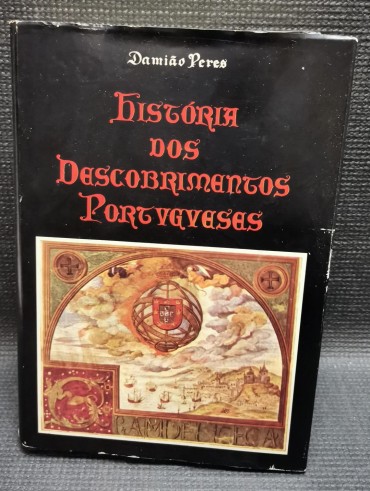 Damião Peres
HISTÓRIA
DOS
DESCOBRIMENTOS
PORTVGVESES